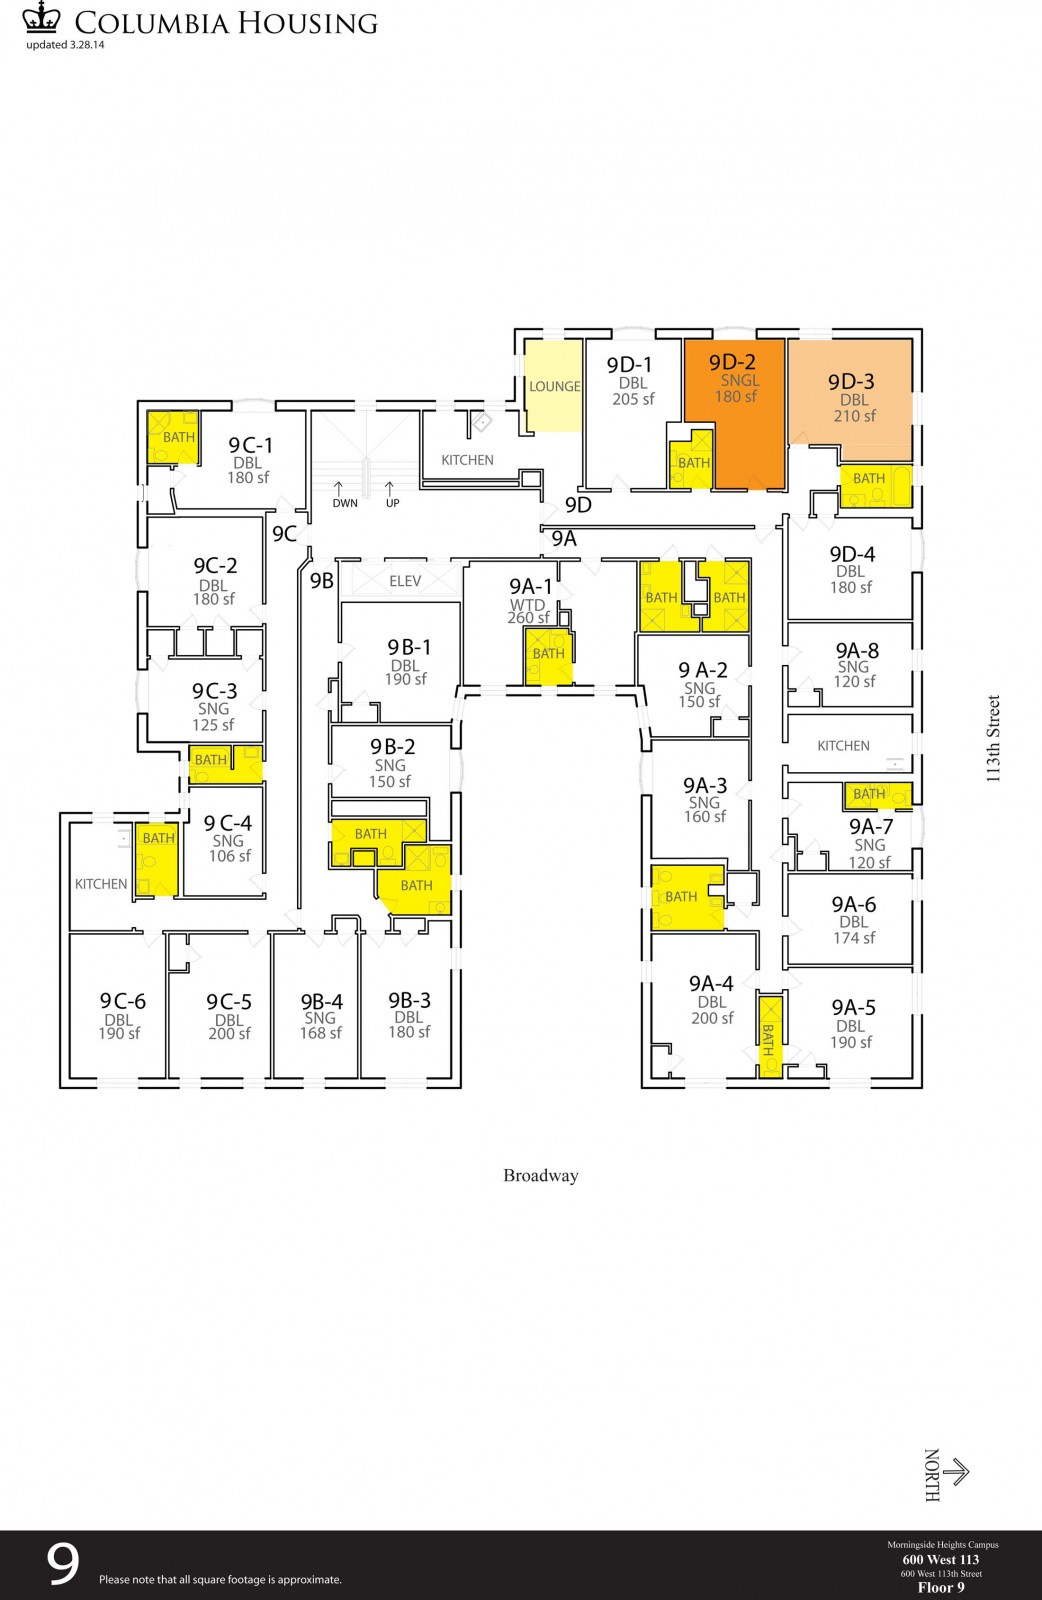 COLUMBIA HOUSING
updated 3.28.14
LOUNGE
9D-1
DBL
205 sf
9D-2
SNGL
180 sf
9D-3
DBL
210 sf
BATH
9C-1
DBL
180 sf
KITCHEN
BATH
BATH
DWN
UP
9D
9C
9A
9C-2
DBL
180 sf
9B
ELEV
9A-1
WTD
260 sf
BATH
BATH
9D-4
DBL
180 sf
9B-1
DBL
190 sf
BATH
9A-2
SNG
150 sf
9A-8
SNG
120 sf
9C-3
SNG
125 sf
9B-2
SNG
150 sf
KITCHEN
113th Street
BATH
9A-3
SNG
160 sf
BATH
9A-7
SNG
120 sf
9C-4
SNG
106 sf
BATH
BATH
KITCHEN
BATH
BATH
9A-6
DBL
174 sf
9C-6
DBL
190 sf
9C-5
DBL
200 sf
9B-4
SNG
168 sf
9B-3
DBL
180 sf
9A-4
DBL
200 sf
BATH
9A-5
DBL
190 sf
Broadway
NORTH
9
Please note that all square footage is approximate.
Morningside Heights Campus
600 West 113
600 West 113th Street
Floor 9